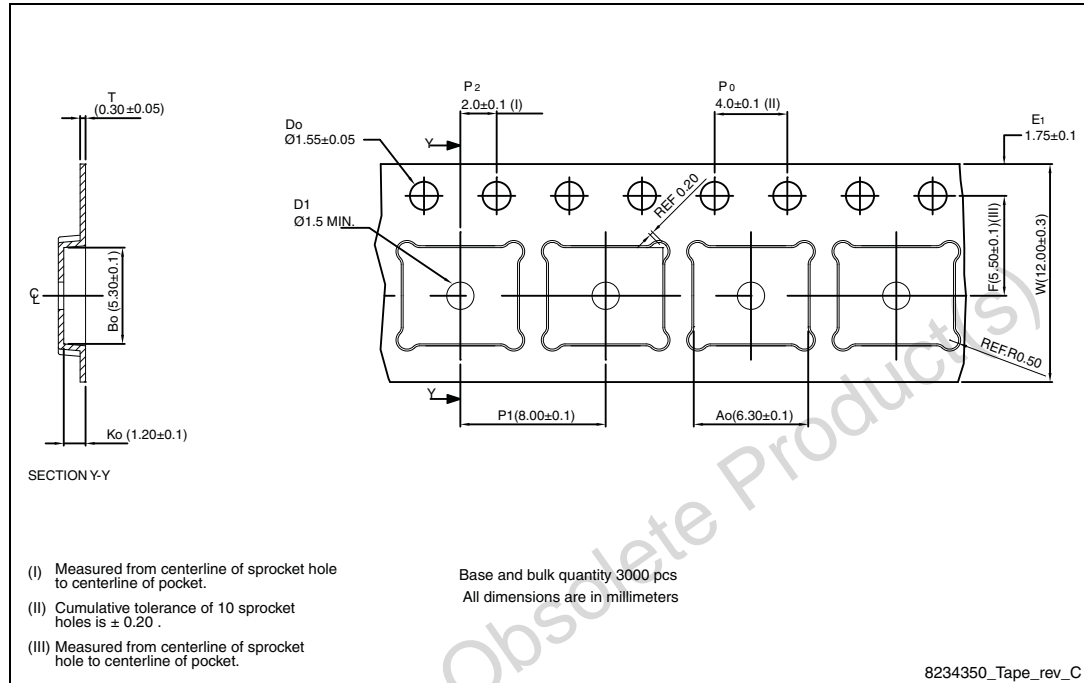 T
(0.30±0.05)
P2
2.0±0.1 (I)
P0
4.0±0.1 (II)
E1
1.75±0.1
Do
Ø1.55±0.05
Y
REF 0.20
D1
Ø1.5 MIN.
F(5.50±0.1)(III)
W(12.00±0.3)
℄
Bo (5.30±0.1)
REF.R0.50
Y
P1(8.00±0.1)
Ao(6.30±0.1)
Ko (1.20±0.1)
SECTION Y-Y
(I) Measured from centerline of sprocket hole
to centerline of pocket.
(II) Cumulative tolerance of 10 sprocket
holes is ± 0.20 .
(III) Measured from centerline of sprocket
hole to centerline of pocket.
Base and bulk quantity 3000 pcs
All dimensions are in millimeters
Obsolete Product(s)
8234350_Tape_rev_C